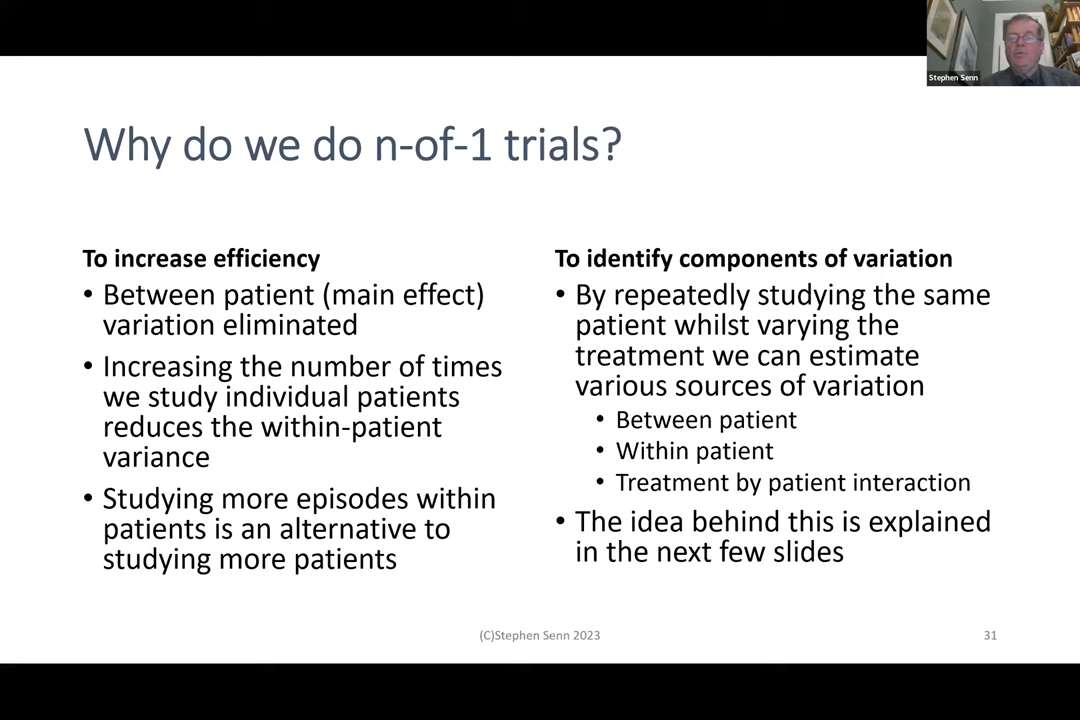 Stephen Senn
Why do we do n-of-1 trials?
To increase efficiency
• Between patient (main effect)
variation eliminated
• Increasing the number of times
we study individual patients
reduces the within-patient
variance
• Studying more episodes within
patients is an alternative to
studying more patients
To identify components of variation
• By repeatedly studying the same
patient whilst varying the
treatment we can estimate
various sources of variation
• Between patient
• Within patient
• Treatment by patient interaction
• The idea behind this is explained
in the next few slides
(C)Stephen Senn 2023
31